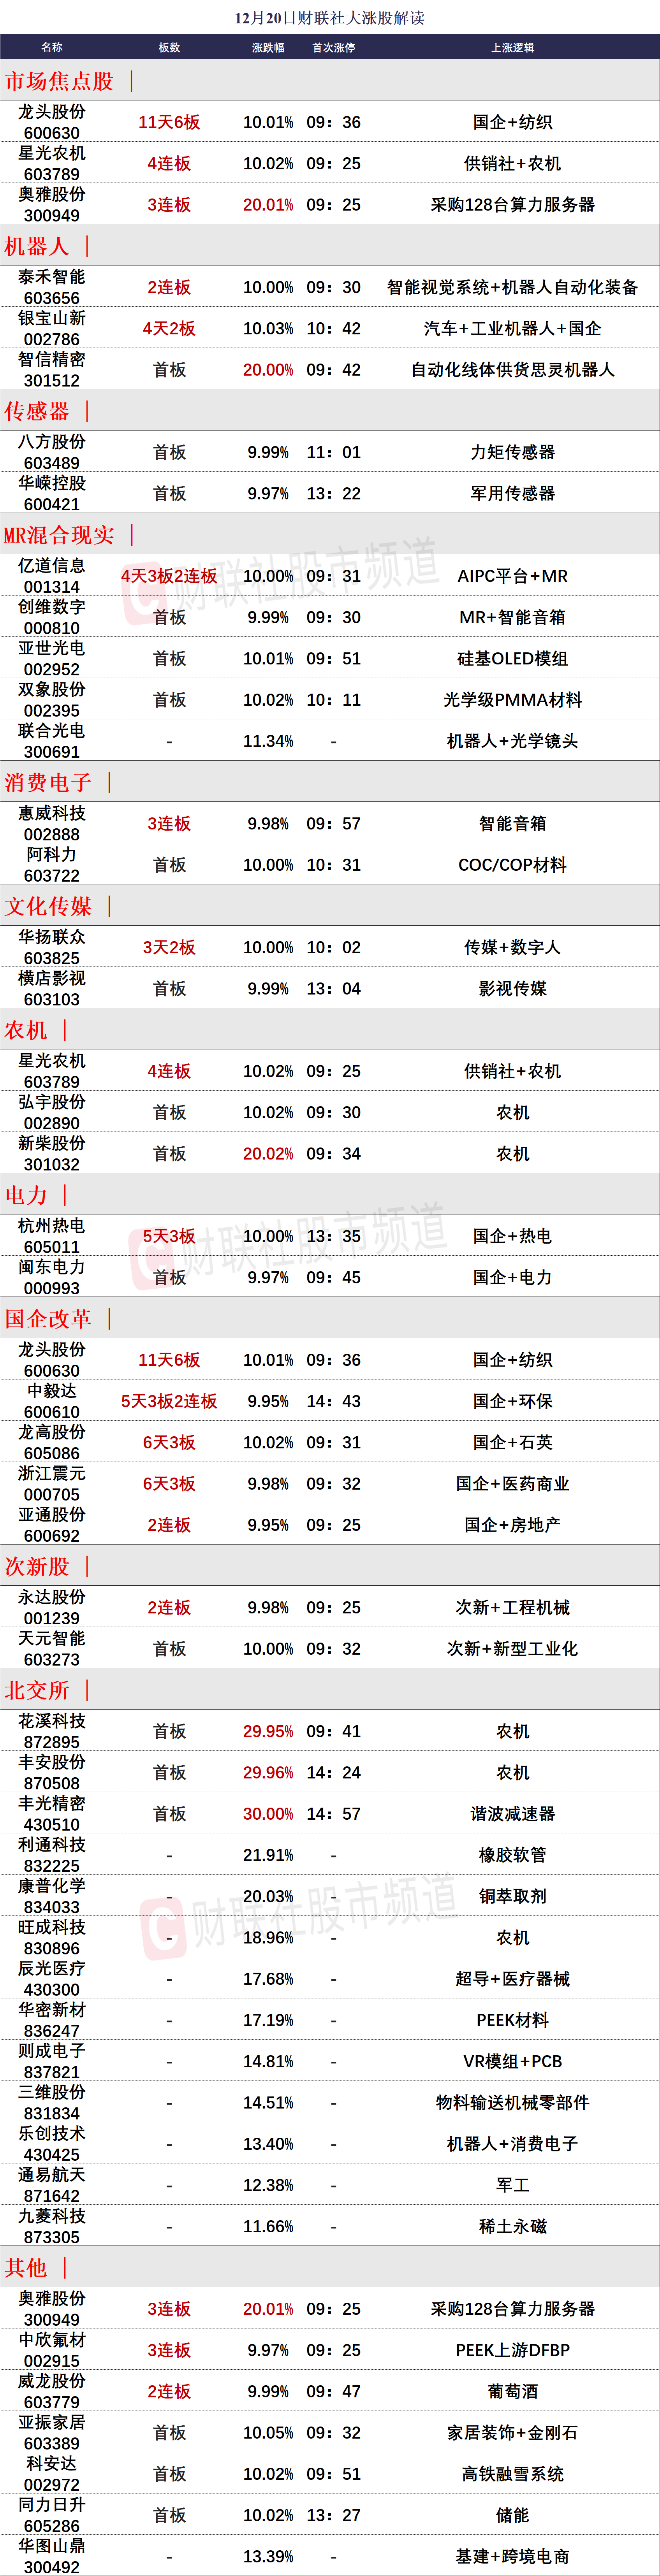 12月20日财联社大涨股解读
名称 板数 涨跌幅 首次涨停 上涨逻辑
市场焦点股 |
龙头股份
600630 11天6板 10.01% 09：36 国企+纺织
星光农机
603789 4连板 10.02% 09：25 供销社+农机
奥雅股份
300949 3连板 20.01% 09：25 采购128台算力服务器
机器人 |
泰禾智能
603656 2连板 10.00% 09：30 智能视觉系统+机器人自动化装备
银宝山新
002786 4天2板 10.03% 10：42 汽车+工业机器人+国企
智信精密
301512 首板 20.00% 09：42 自动化线体供货思灵机器人
传感器 |
八方股份
603489 首板 9.99% 11：01 力矩传感器
华嵘控股
600421 首板 9.97% 13：22 军用传感器
MR混合现实 |
亿道信息
001314 4天3板2连板 10.00% 09：31 AIPC平台+MR
创维数字
000810 首板 9.99% 09：30 MR+智能音箱
亚世光电
002952 首板 10.01% 09：51 硅基OLED模组
双象股份
002395 首板 10.02% 10：11 光学级PMMA材料
联合光电
300691 - 11.34% - 机器人+光学镜头
消费电子 |
惠威科技
002888 3连板 9.98% 09：57 智能音箱
阿科力
603722 首板 10.00% 10：31 COC/COP材料
文化传媒 |
华扬联众
603825 3天2板 10.00% 10：02 传媒+数字人
横店影视
603103 首板 9.99% 13：04 影视传媒
农机 |
星光农机
603789 4连板 10.02% 09：25 供销社+农机
弘宇股份
002890 首板 10.02% 09：30 农机
新柴股份
301032 首板 20.02% 09：34 农机
电力 |
杭州热电
605011 5天3板 10.00% 13：35 国企+热电
闽东电力
000993 首板 9.97% 09：45 国企+电力
国企改革 |
龙头股份
600630 11天6板 10.01% 09：36 国企+纺织
中毅达
600610 5天3板2连板 9.95% 14：43 国企+环保
龙高股份
605086 6天3板 10.02% 09：31 国企+石英
浙江震元
000705 6天3板 9.98% 09：32 国企+医药商业
亚通股份
600692 2连板 9.95% 09：25 国企+房地产
次新股 |
永达股份
001239 2连板 9.98% 09：25 次新+工程机械
天元智能
603273 首板 10.00% 09：32 次新+新型工业化
北交所 |
花溪科技
872895 首板 29.95% 09：41 农机
丰安股份
870508 首板 29.96% 14：24 农机
丰光精密
430510 首板 30.00% 14：57 谐波减速器
利通科技
832225 - 21.91% - 橡胶软管
康普化学
834033 - 20.03% - 铜萃取剂
旺成科技
830896 - 18.96% - 农机
辰光医疗
430300 - 17.68% - 超导+医疗器械
华密新材
836247 - 17.19% - PEEK材料
则成电子
837821 - 14.81% - VR模组+PCB
三维股份
831834 - 14.51% - 物料输送机械零部件
乐创技术
430425 - 13.40% - 机器人+消费电子
通易航天
871642 - 12.38% - 军工
九菱科技
873305 - 11.66% - 稀土永磁
其他 |
奥雅股份
300949 3连板 20.01% 09：25 采购128台算力服务器
中欣氟材
002915 3连板 9.97% 09：25 PEEK上游DFBP
威龙股份
603779 2连板 9.99% 09：47 葡萄酒
亚振家居
603389 首板 10.05% 09：32 家居装饰+金刚石
科安达
002972 首板 10.02% 09：51 高铁融雪系统
同力日升
605286 首板 10.02% 13：27 储能
华图山鼎
300492 - 13.39% - 基建+跨境电商
财联社股市频道
财联社股市频道
财联社股市频道